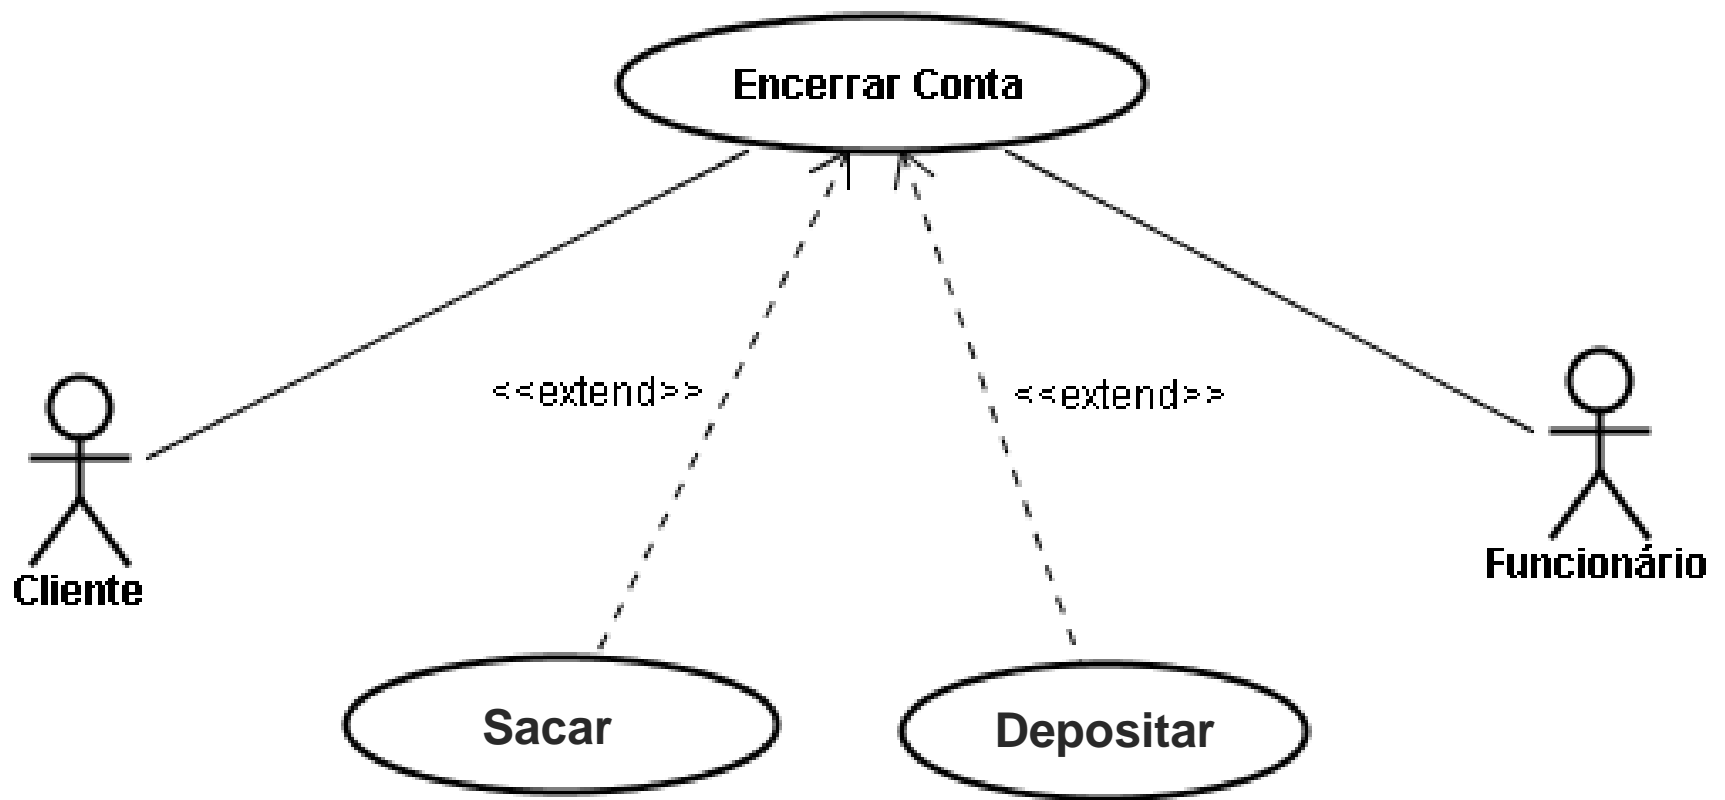 Encerrar Conta
<<extend>>
<<extend>>
Cliente
Funcionário
Sacar
Depositar